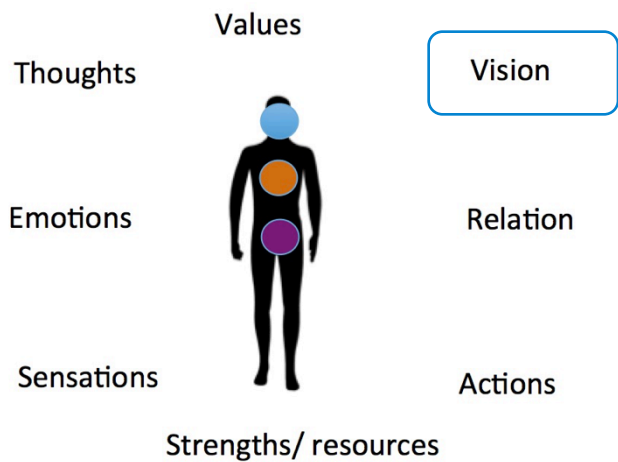 Values
Thoughts
Vision
Emotions
Relation
Sensations
Actions
Strengths/ resources